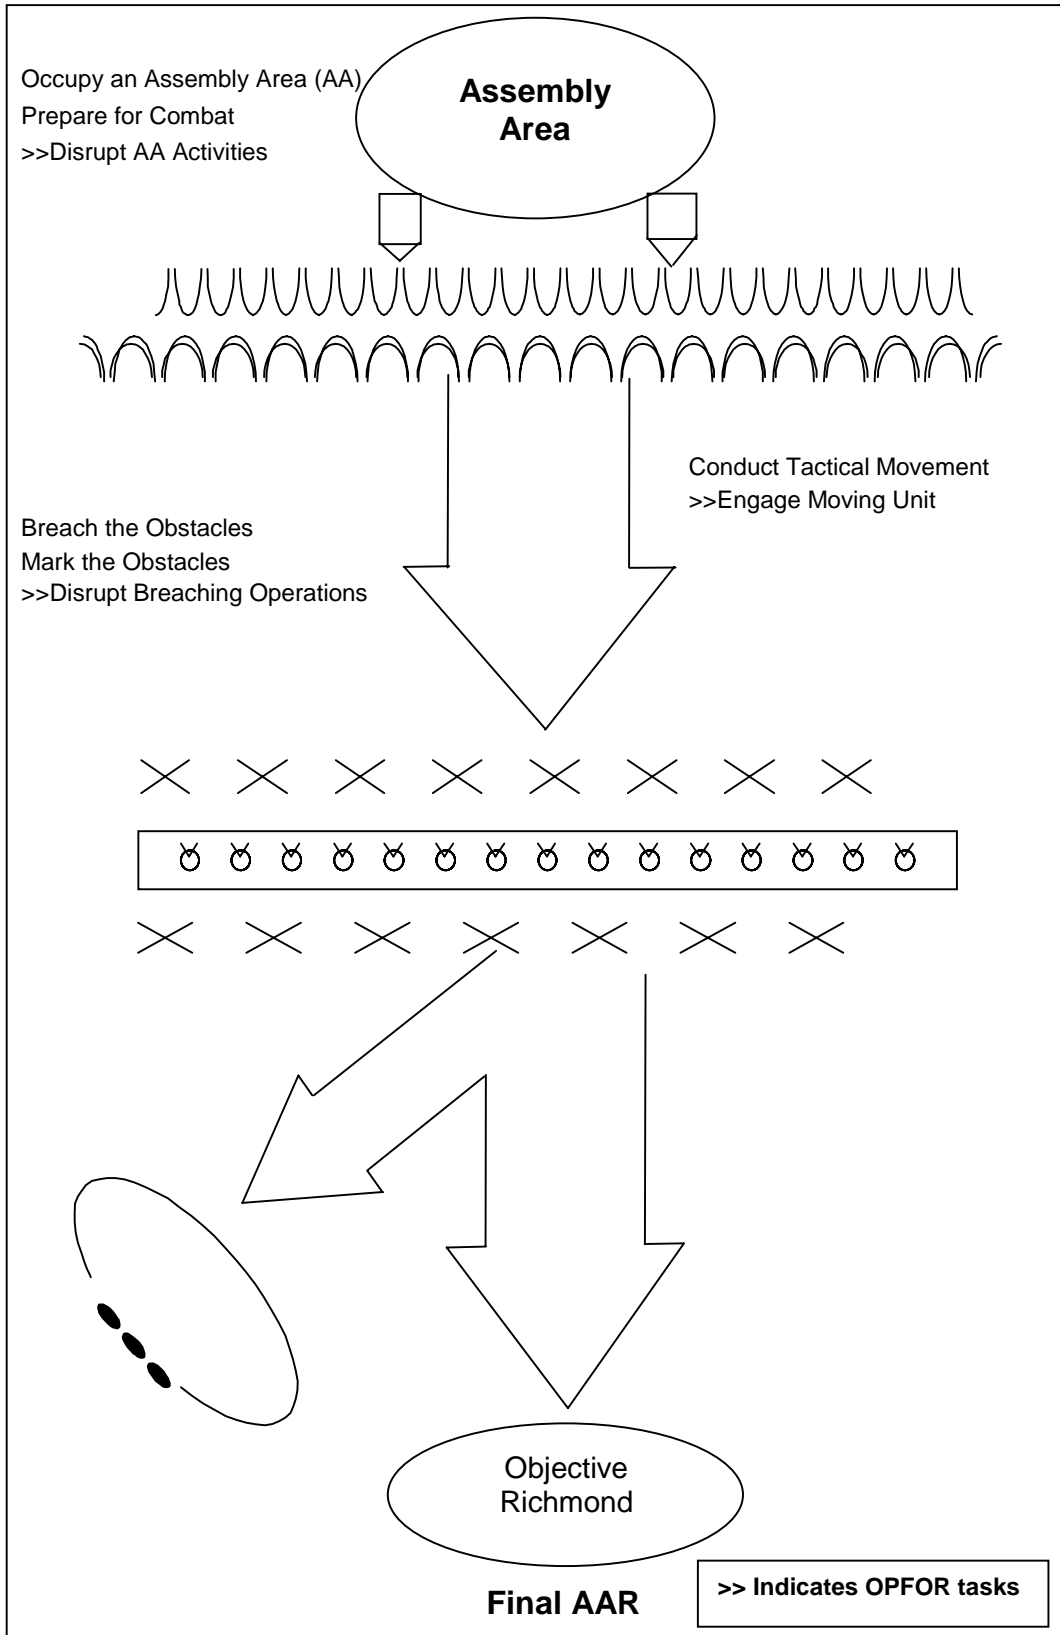 Occupy an Assembly Area (AA)
Prepare for Combat
>>Disrupt AA Activities
Assembly
Area
Conduct Tactical Movement
>>Engage Moving Unit
Breach the Obstacles
Mark the Obstacles
>>Disrupt Breaching Operations
Objective
Richmond
Final AAR
>> Indicates OPFOR tasks